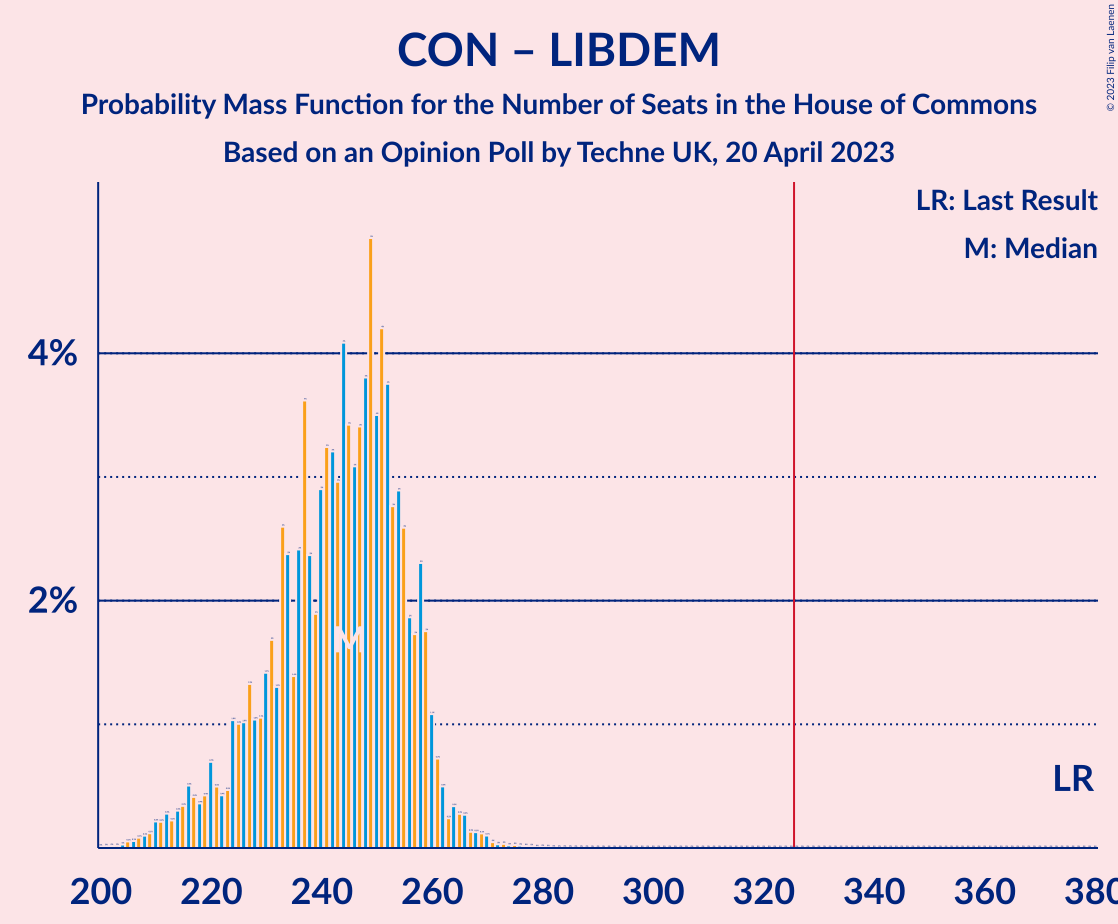 CON – LIBDEM
Probability Mass Function for the Number of Seats in the House of Commons
Based on an Opinion Poll by Techne UK, 20 April 2023
© 2023 Filip van Laenen
LR: Last Result
M: Median
4%
2%
M
LR
200 220 240 260 280 300 320 340 360 380